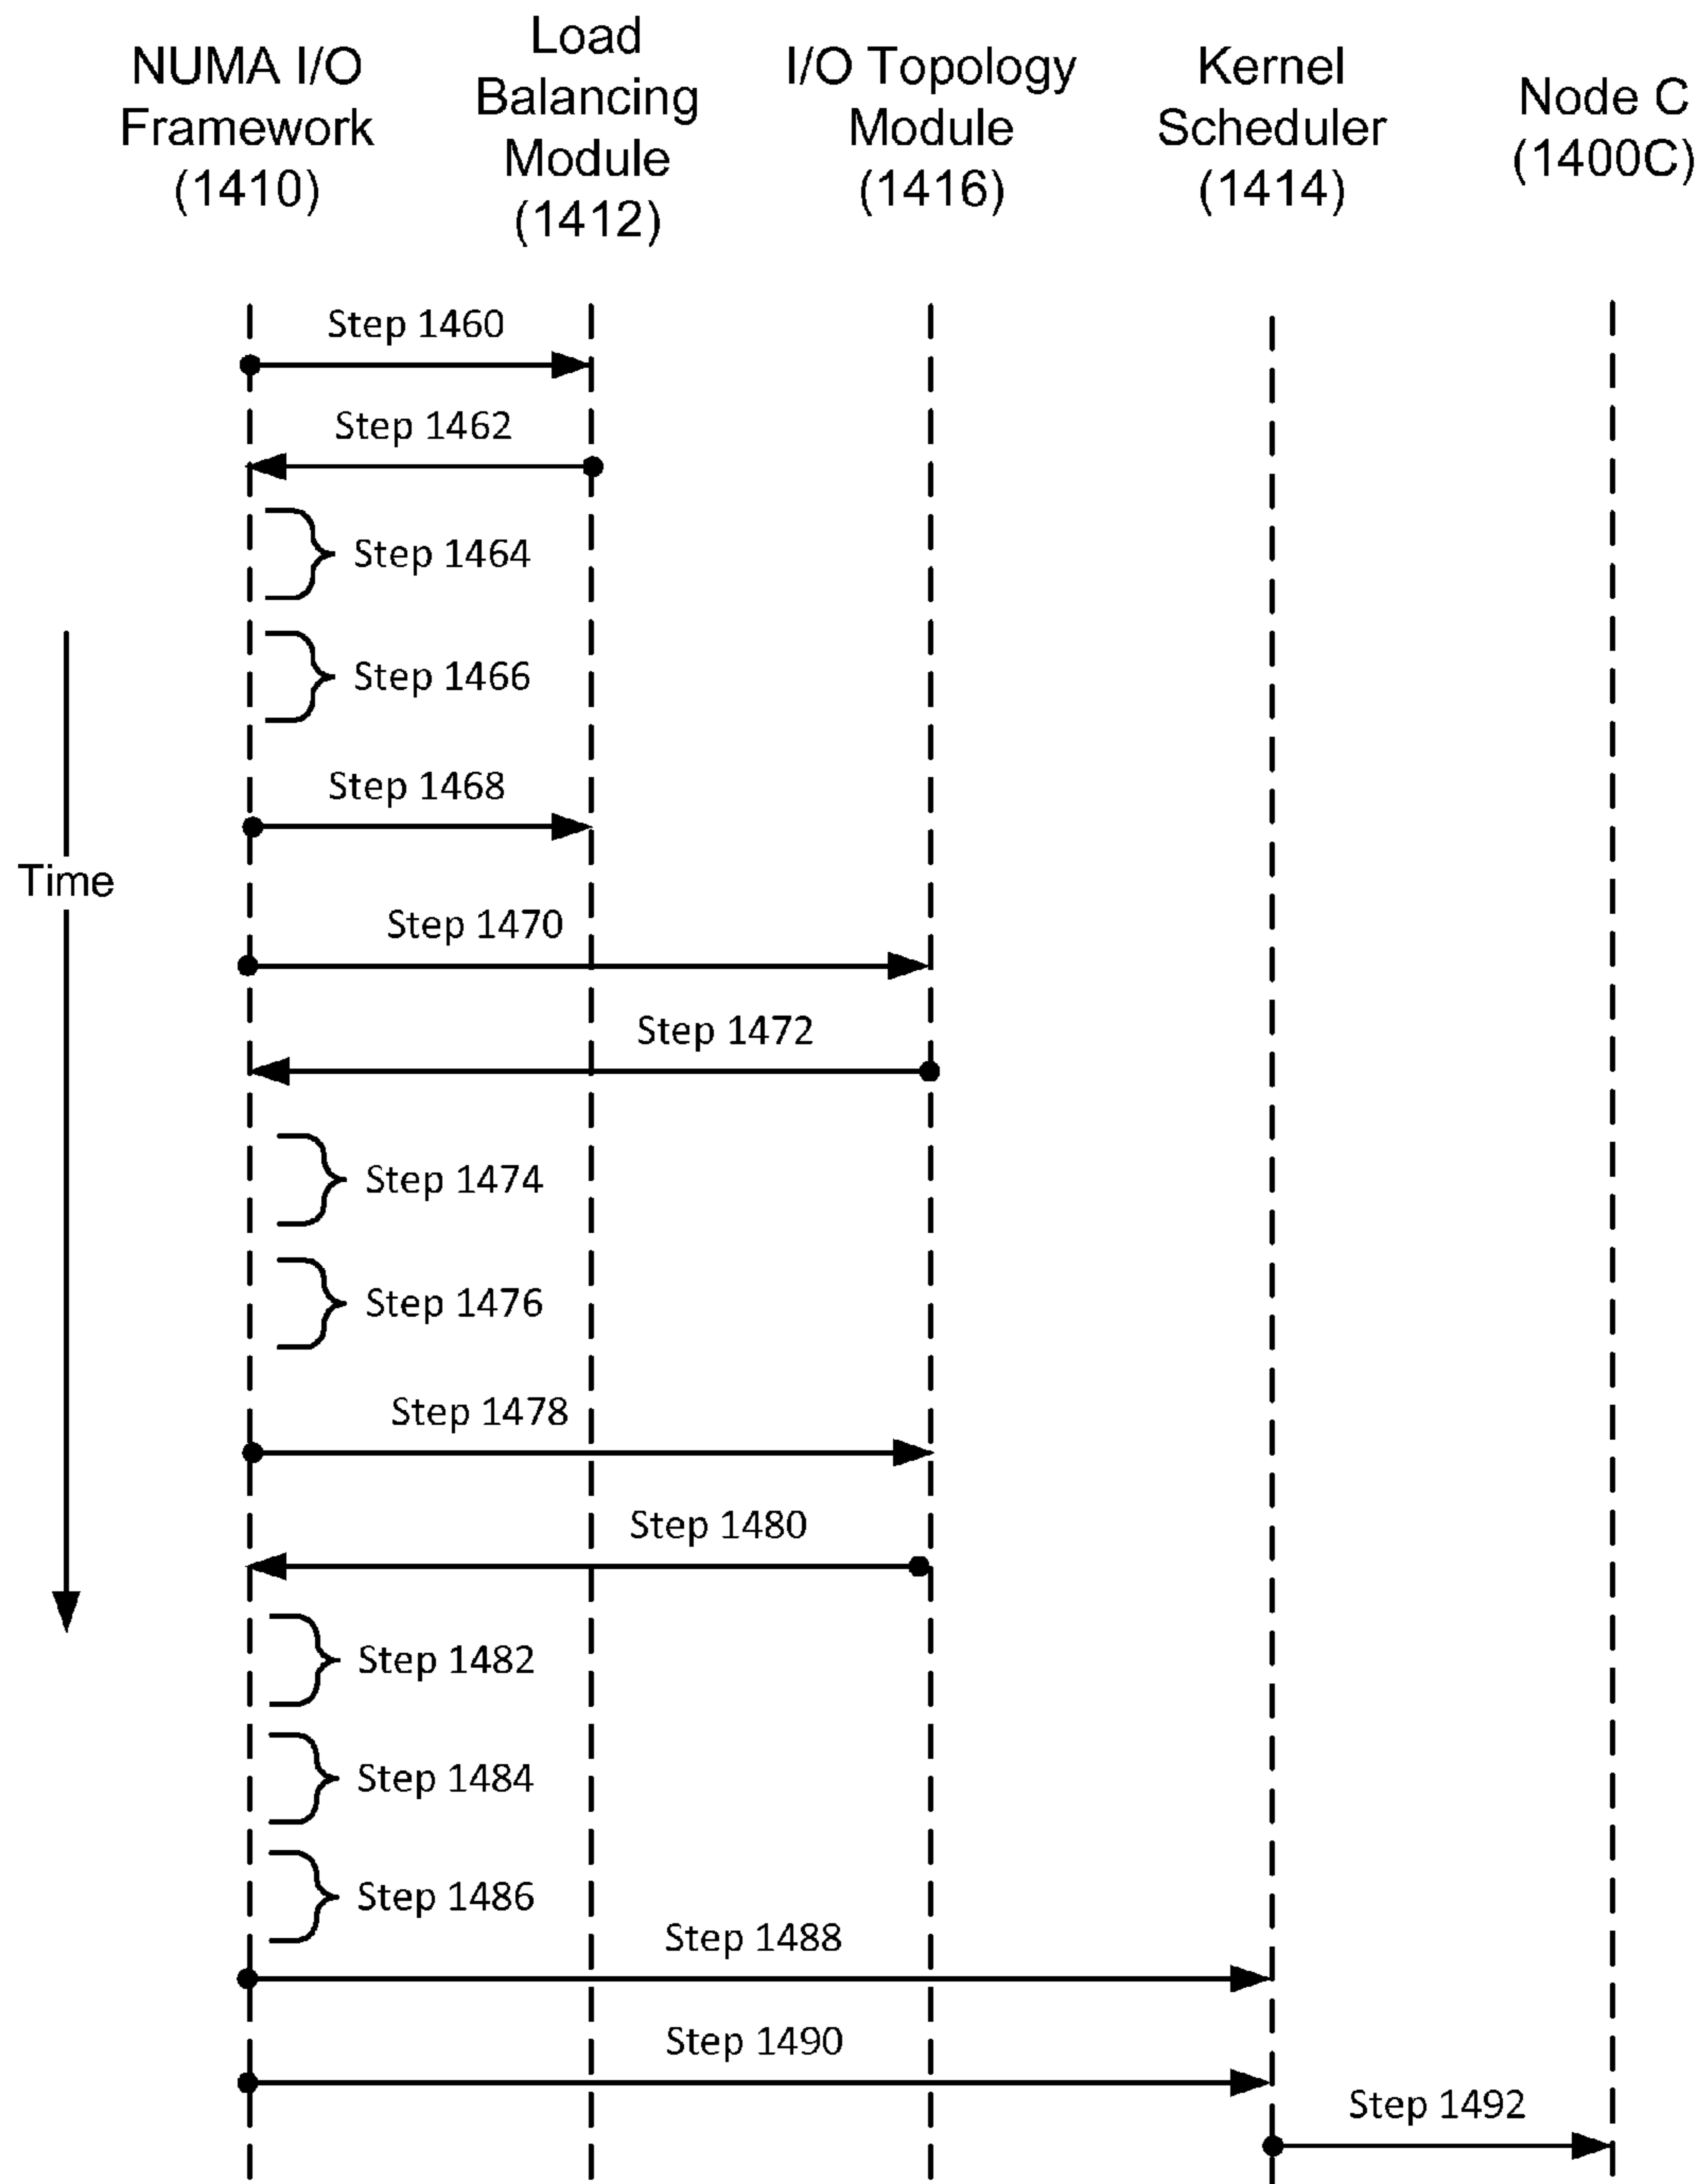 NUMA I/O
Framework
(1410)
Load
Balancing
Module
(1412)
I/O Topology
Module
(1416)
Kernel
Scheduler
(1414)
Node C
(1400C)
Step 1460
Step 1462
Step 1464
Step 1466
Step 1468
Time
Step 1470
Step 1472
Step 1474
Step 1476
Step 1478
Step 1480
Step 1482
Step 1484
Step 1486
Step 1488
Step 1490
Step 1492